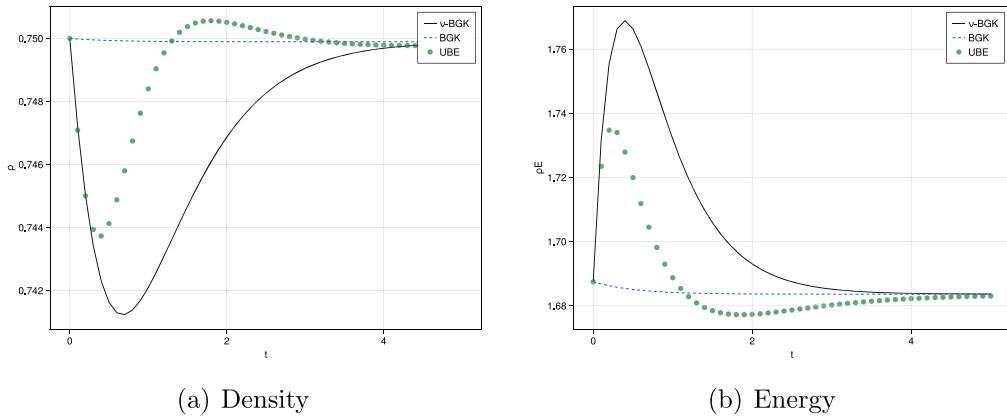 0.750
0.748
0.746
0.744
0.742
ρ
0
2
4
t
ν-BGK
BGK
UBE
(a) Density
1.76
1.74
1.72
1.70
1.68
ρE
0
2
4
t
ν-BGK
BGK
UBE
(b) Energy